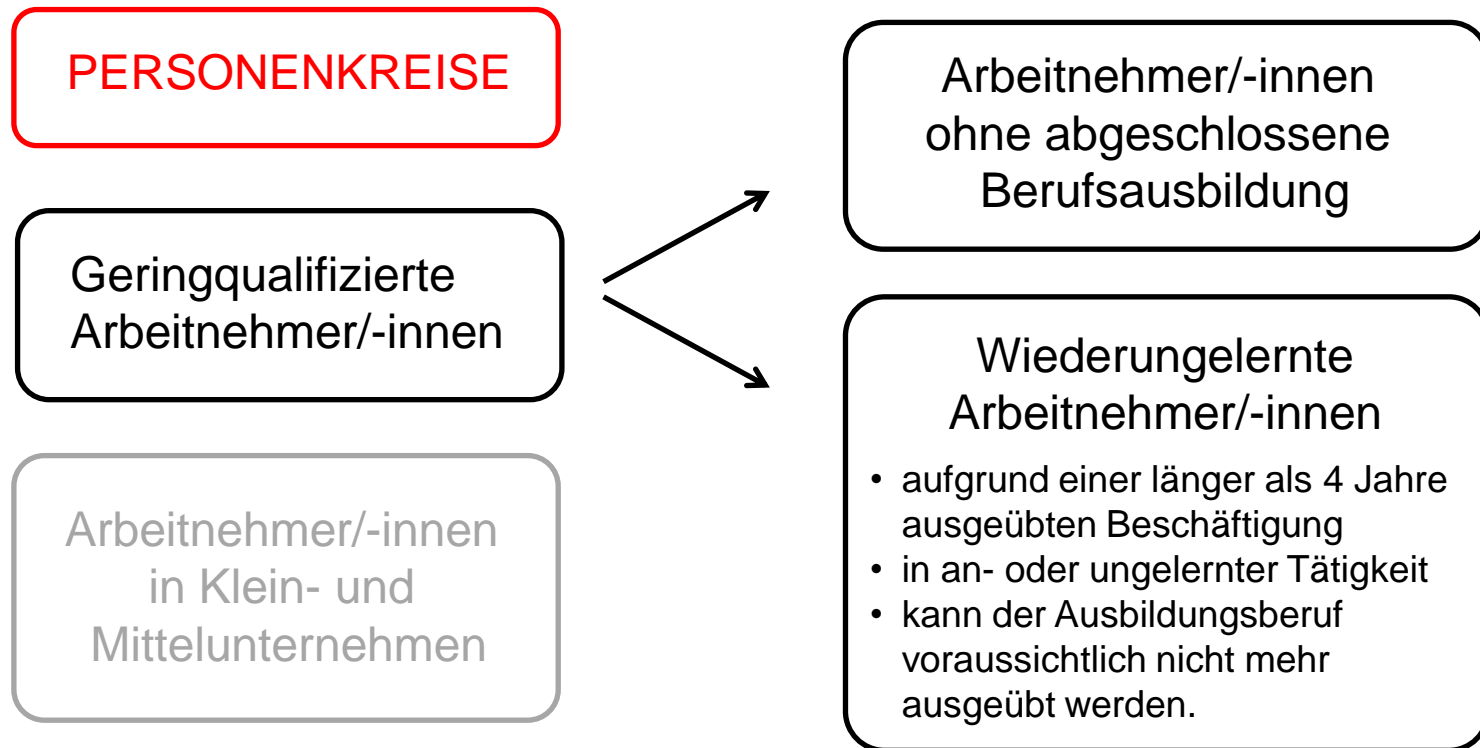 PERSONENKREISE
Geringqualifizierte
Arbeitnehmer/-innen
Arbeitnehmer/-innen
in Klein- und
Mittelunternehmen
Arbeitnehmer/-innen
ohne abgeschlossene
Berufsausbildung
Wiederungelernte
Arbeitnehmer/-innen
• aufgrund einer länger als 4 Jahre
ausgeübten Beschäftigung
• in an- oder ungelernter Tätigkeit
• kann der Ausbildungsberuf
voraussichtlich nicht mehr
ausgeübt werden.